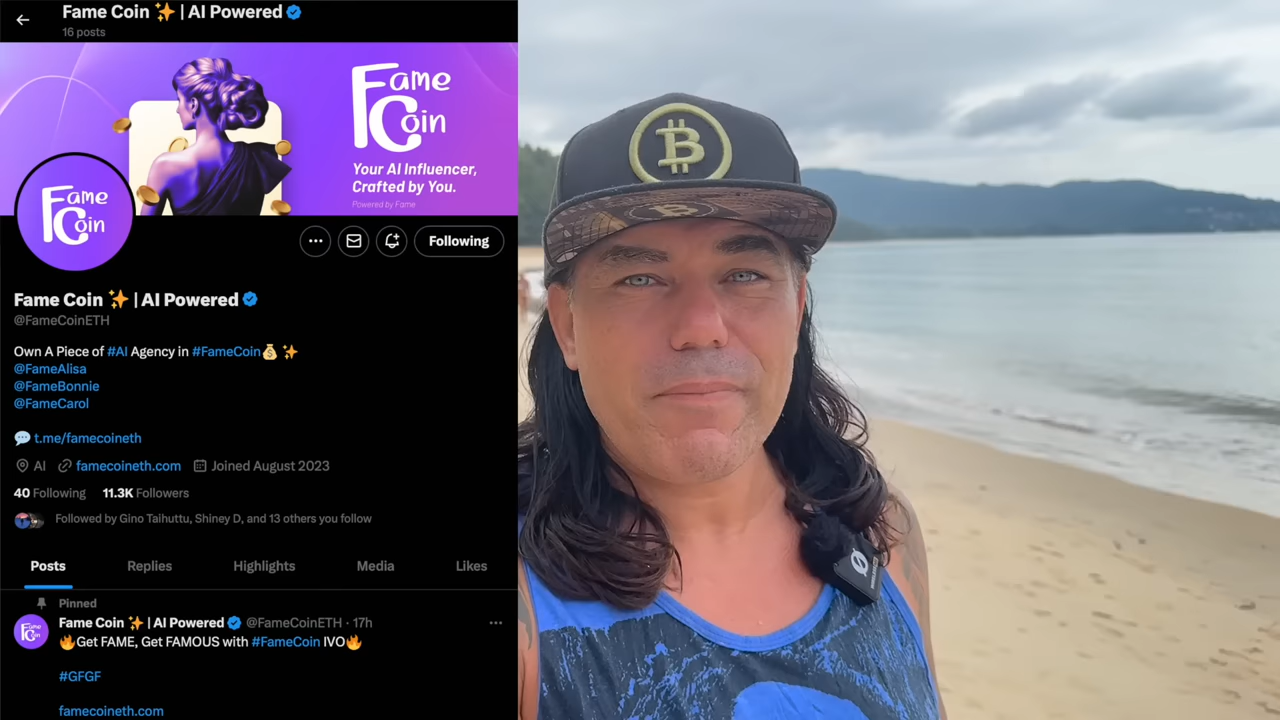 Fame Coin ✨ | AI Powered
16 posts
Fame
Coin
Your AI Influencer,
Crafted by You.
Powered by Fame
Fame
Coin
Following
Fame Coin ✨ | AI Powered
@FameCoinETH
Own A Piece of #AI Agency in #FameCoin💰 ✨
@FameAlisa
@FameBonnie
@FameCarol
💬 t.me/famecoineth
AI famecoineth.com Joined August 2023
40 Following 11.3K Followers
Followed by Gino Taihuttu, Shiney D, and 13 others you follow
Posts Replies Highlights Media Likes
Pinned
Fame Coin ✨ | AI Powered @FameCoinETH · 17h
Fame
Coin
🔥Get FAME, Get FAMOUS with #FameCoin IVO🔥
#GFGF
famecoineth.com